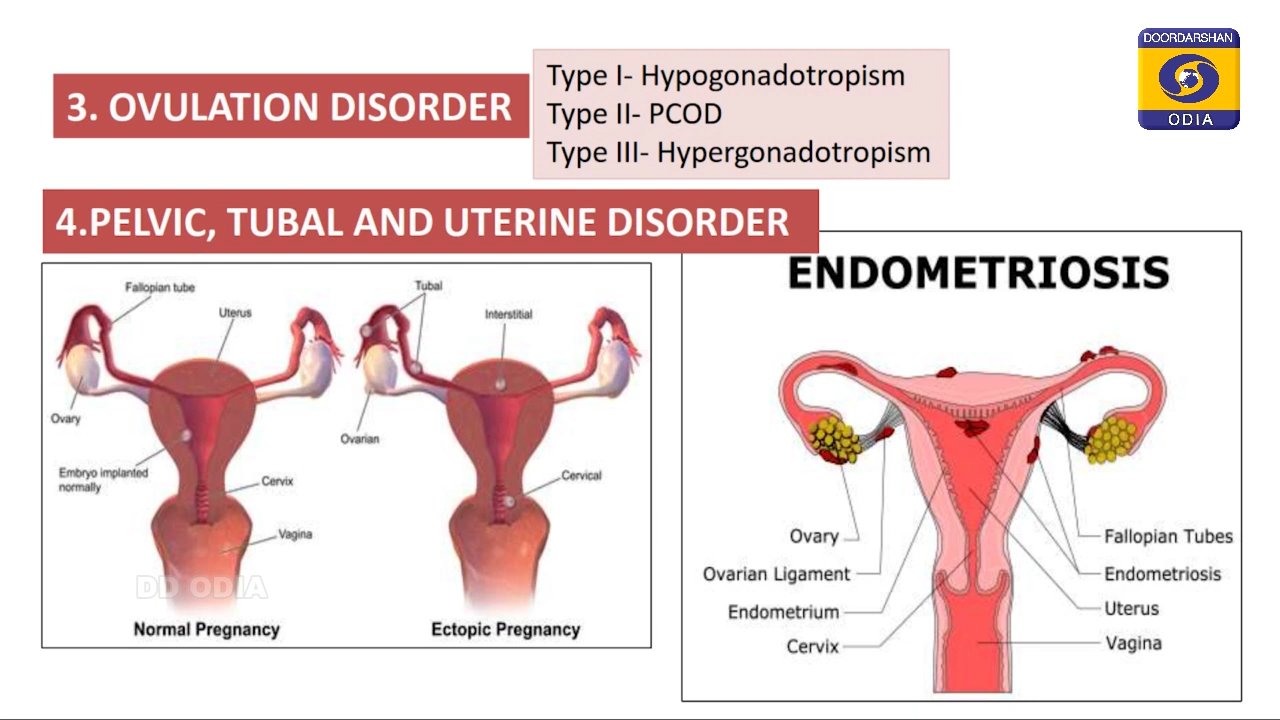 DOORDARSHAN
ODIA
3. OVULATION DISORDER
Type I- Hypogonadotropism
Type II- PCOD
Type III- Hypergonadotropism
4.PELVIC, TUBAL AND UTERINE DISORDER
Fallopian tube
Uterus
Ovary
Embryo implanted
normally
Cervix
Vagina
DD ODIA
Normal Pregnancy
Tubal
Interstitial
Ovarian
Cervical
Ectopic Pregnancy
ENDOMETRIOSIS
Ovary
Ovarian Ligament
Endometrium
Cervix
Fallopian Tubes
Endometriosis
Uterus
Vagina